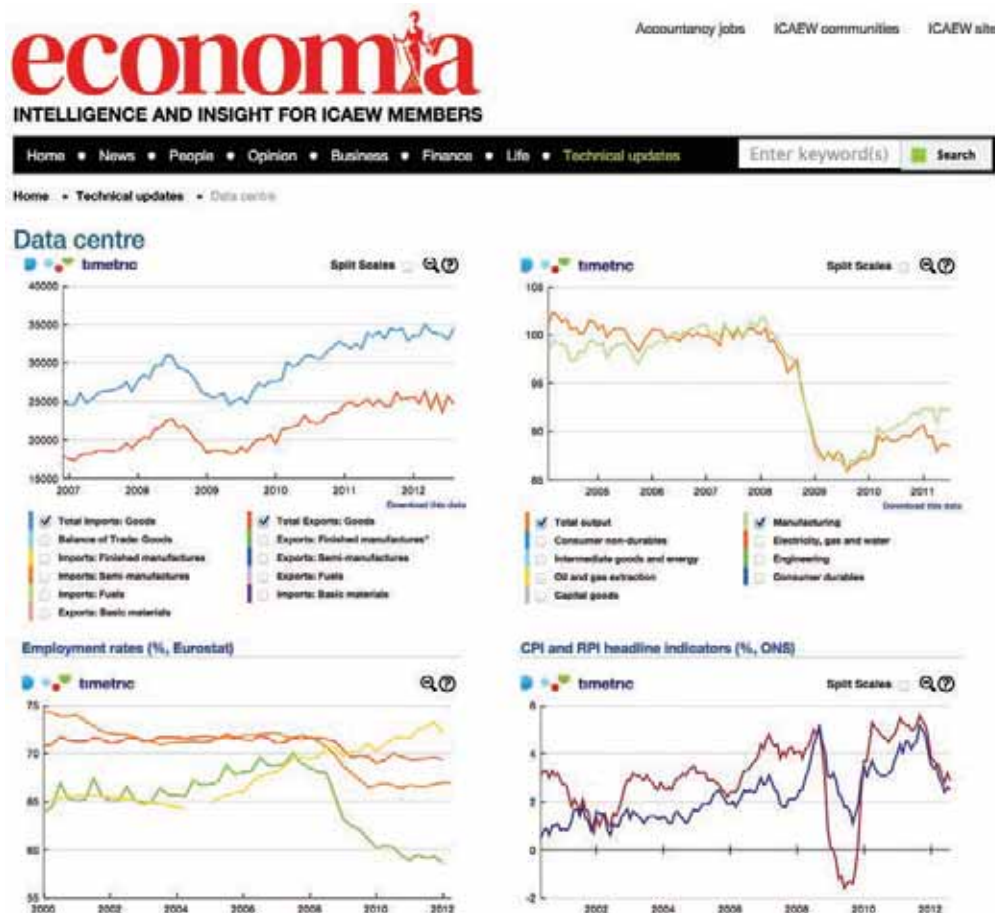 Accountancy jobs ICAEW communities ICAEW site
economia
INTELLIGENCE AND INSIGHT FOR ICAEW MEMBERS
Home • News • People • Opinion • Business • Finance • Life • Technical updates Enter keyword(s) Search
Home • Technical updates • Data centre
Data centre
timetric Split Scales
40000
35000
30000
25000
20000
15000
2007 2008 2009 2010 2011 2012
Download this data
Total Imports: Goods Total Exports: Goods
Balance of Trade: Goods Exports: Finished manufactures*
Imports: Finished manufactures Exports: Semi-manufactures
Imports: Semi-manufactures Exports: Fuels
Imports: Fuels Imports: Basic materials
Exports: Basic materials
timetric Split Scales
105
100
95
90
85
2005 2006 2007 2008 2009 2010 2011
Download this data
Total output Manufacturing
Consumer non-durables Electricity, gas and water
Intermediate goods and energy Engineering
Oil and gas extraction Consumer durables
Capital goods
Employment rates (%, Eurostat)
timetric
75
70
65
60
55
2000 2002 2004 2006 2008 2010 2012
CPI and RPI headline indicators (%, ONS)
timetric Split Scales
6
4
2
0
-2
2002 2004 2006 2008 2010 2012